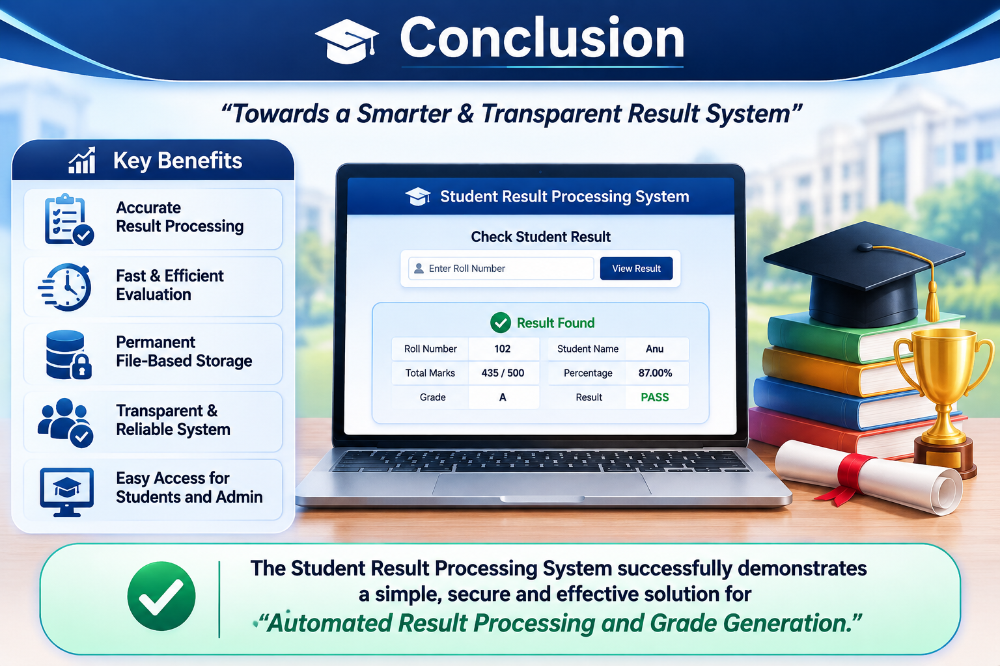 Conclusion
“Towards a Smarter & Transparent Result System”
Key Benefits
Accurate
Result Processing
Fast & Efficient
Evaluation
Permanent
File-Based Storage
Transparent &
Reliable System
Easy Access for
Students and Admin
Student Result Processing System
Check Student Result
Enter Roll Number
View Result
Result Found
Roll Number 102 Student Name Anu
Total Marks 435 / 500 Percentage 87.00%
Grade A Result PASS
The Student Result Processing System successfully demonstrates
a simple, secure and effective solution for
“Automated Result Processing and Grade Generation.”